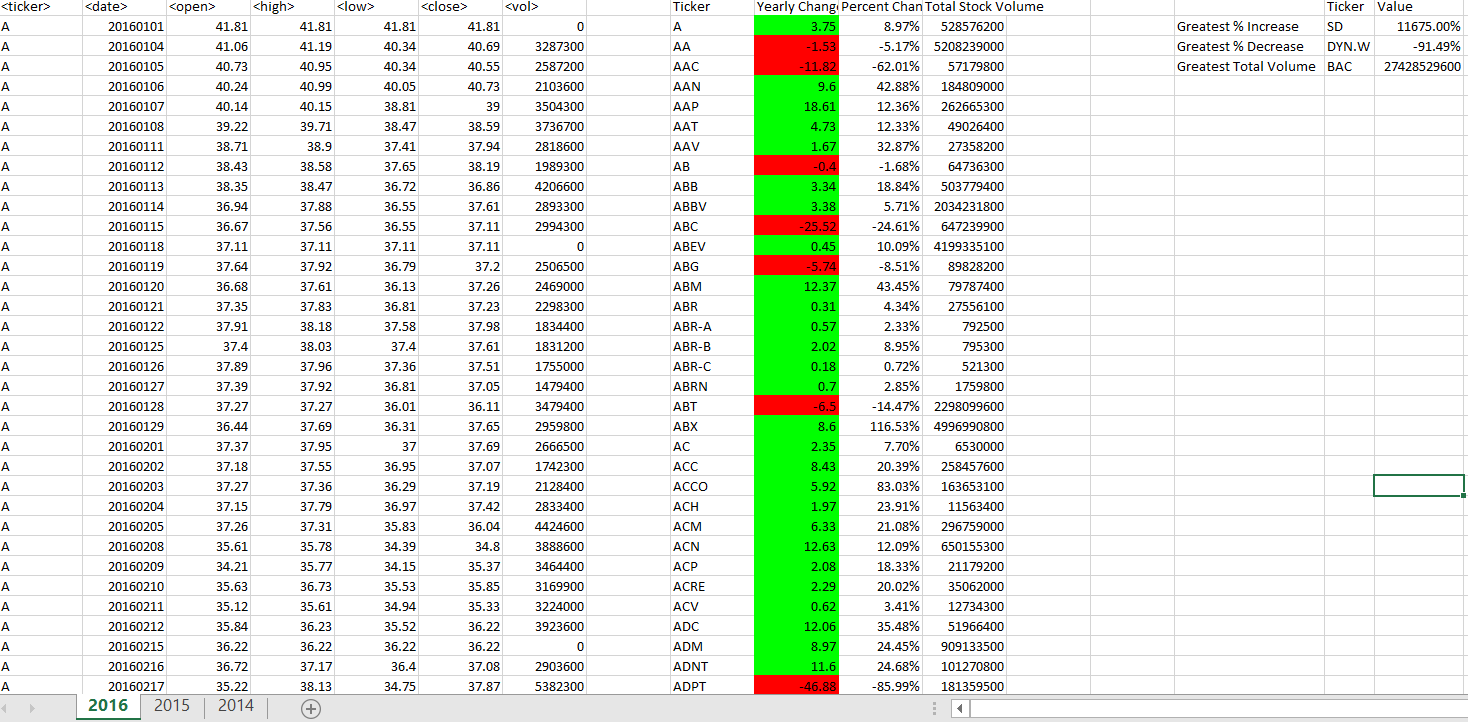 <ticker> <date> <open> <high> <low> <close> <vol> Ticker Yearly Chang Percent Chan Total Stock Volume Ticker Value
A 20160101 41.81 41.81 41.81 41.81 0 A 3.75 8.97% 528576200 Greatest % Increase SD 11675.00%
A 20160104 41.06 41.19 40.34 40.69 3287300 AA -1.53 -5.17% 5208239000 Greatest % Decrease DYN.W -91.49%
A 20160105 40.73 40.95 40.34 40.55 2587200 AAC -11.82 -62.01% 57179800 Greatest Total Volume BAC 27428529600
A 20160106 40.24 40.99 40.05 40.73 2103600 AAN 9.6 42.88% 184809000
A 20160107 40.14 40.15 38.81 39 3504300 AAP 18.61 12.36% 262665300
A 20160108 39.22 39.71 38.47 38.59 3736700 AAT 4.73 12.33% 49026400
A 20160111 38.71 38.9 37.41 37.94 2818600 AAV 1.67 32.87% 27358200
A 20160112 38.43 38.58 37.65 38.19 1989300 AB -0.4 -1.68% 64736300
A 20160113 38.35 38.47 36.72 36.86 4206600 ABB 3.34 18.84% 503779400
A 20160114 36.94 37.88 36.55 37.61 2893300 ABBV 3.38 5.71% 2034231800
A 20160115 36.67 37.56 36.55 37.11 2994300 ABC -25.52 -24.61% 647239900
A 20160118 37.11 37.11 37.11 37.11 0 ABEV 0.45 10.09% 4199335100
A 20160119 37.64 37.92 36.79 37.2 2506500 ABG -5.74 -8.51% 89828200
A 20160120 36.68 37.61 36.13 37.26 2469000 ABM 12.37 43.45% 79787400
A 20160121 37.35 37.83 36.81 37.23 2298300 ABR 0.31 4.34% 27556100
A 20160122 37.91 38.18 37.58 37.98 1834400 ABR-A 0.57 2.33% 792500
A 20160125 37.4 38.03 37.4 37.61 1831200 ABR-B 2.02 8.95% 795300
A 20160126 37.89 37.96 37.36 37.51 1755000 ABR-C 0.18 0.72% 521300
A 20160127 37.39 37.92 36.81 37.05 1479400 ABRN 0.7 2.85% 1759800
A 20160128 37.27 37.27 36.01 36.11 3479400 ABT -6.5 -14.47% 2298099600
A 20160129 36.44 37.69 36.31 37.65 2959800 ABX 8.6 116.53% 4996990800
A 20160201 37.37 37.95 37 37.69 2666500 AC 2.35 7.70% 6530000
A 20160202 37.18 37.55 36.95 37.07 1742300 ACC 8.43 20.39% 258457600
A 20160203 37.27 37.36 36.29 37.19 2128400 ACCO 5.92 83.03% 163653100
A 20160204 37.15 37.79 36.97 37.42 2833400 ACH 1.97 23.91% 11563400
A 20160205 37.26 37.31 35.83 36.04 4424600 ACM 6.33 21.08% 296759000
A 20160208 35.61 35.78 34.39 34.8 3888600 ACN 12.63 12.09% 650155300
A 20160209 34.21 35.77 34.15 35.37 3464400 ACP 2.08 18.33% 21179200
A 20160210 35.63 36.73 35.53 35.85 3169900 ACRE 2.29 20.02% 35062000
A 20160211 35.12 35.61 34.94 35.33 3224000 ACV 0.62 3.41% 12734300
A 20160212 35.84 36.23 35.52 36.22 3923600 ADC 12.06 35.48% 51966400
A 20160215 36.22 36.22 36.22 36.22 0 ADM 8.97 24.45% 909133500
A 20160216 36.72 37.17 36.4 37.08 2903600 ADNT 11.6 24.68% 101270800
A 20160217 35.22 38.13 34.75 37.87 5382300 ADPT -46.88 -85.99% 181359500
2016 2015 2014